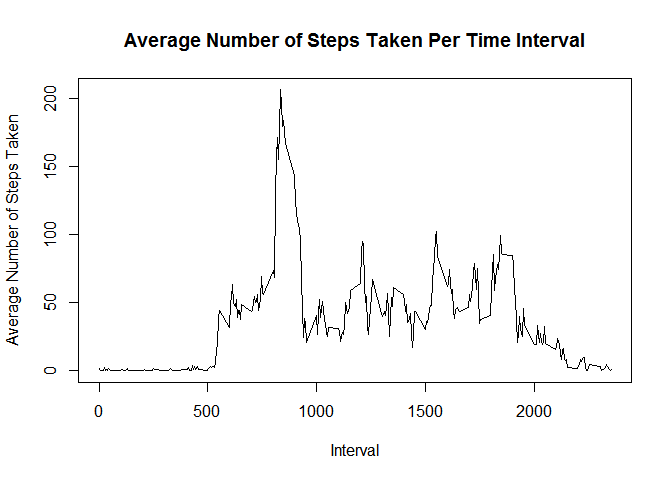 Average Number of Steps Taken Per Time Interval
Average Number of Steps Taken
200
150
100
50
0
0 500 1000 1500 2000
Interval